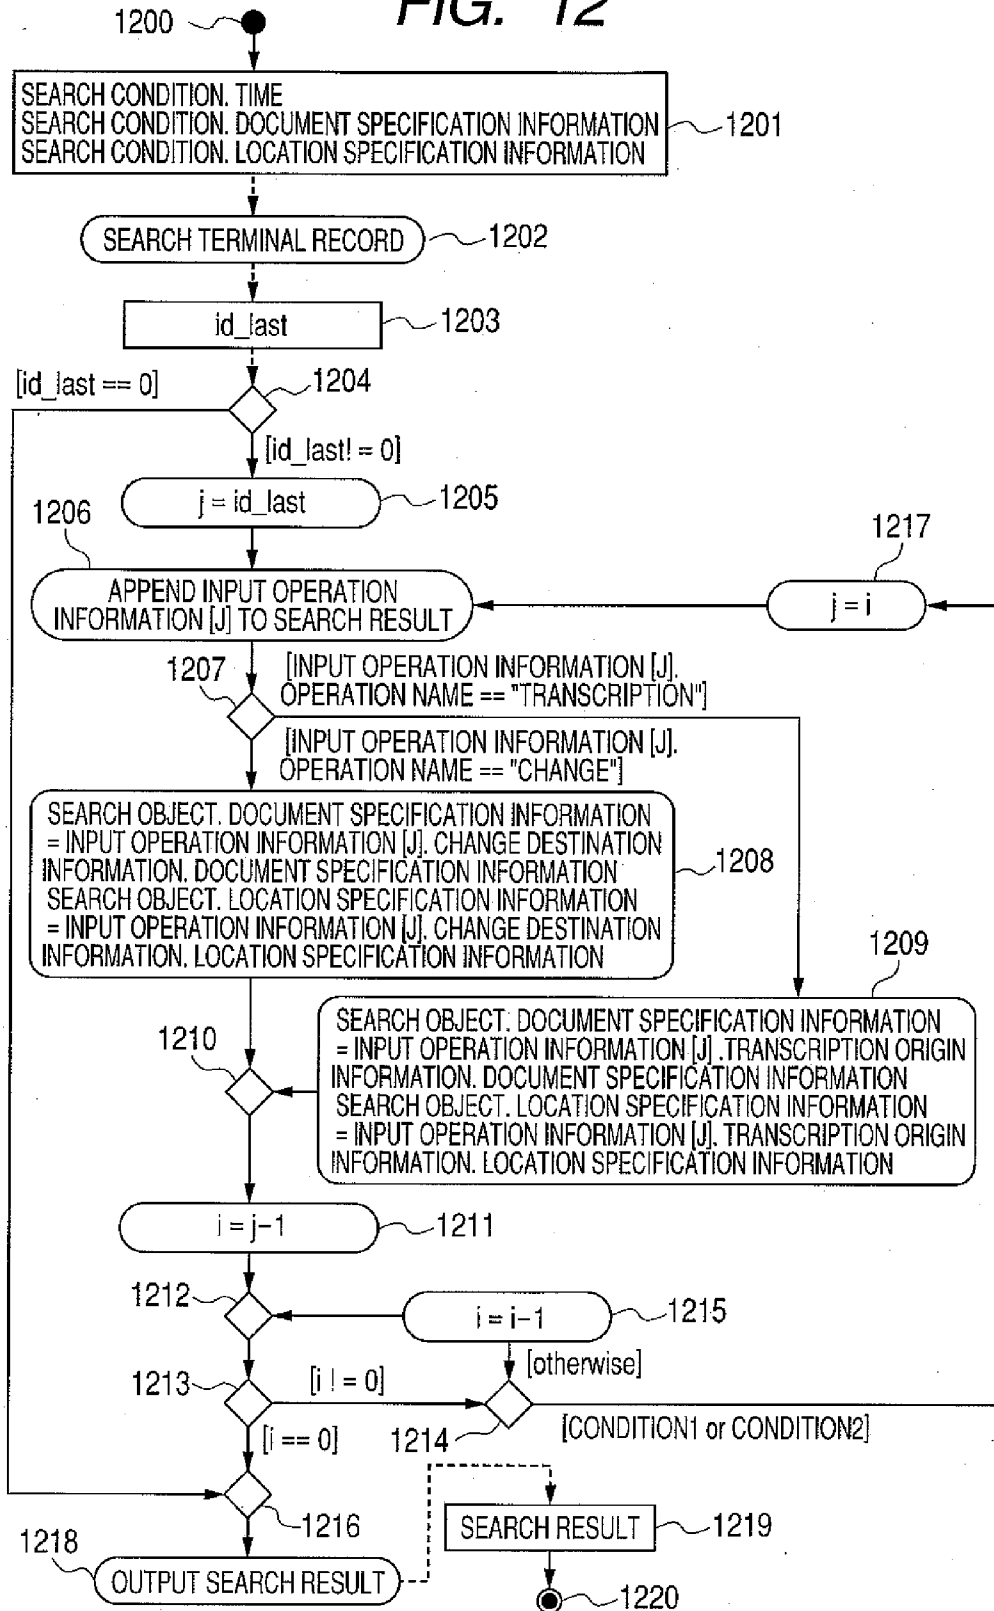 FIG. 12
1200
SEARCH CONDITION. TIME
SEARCH CONDITION. DOCUMENT SPECIFICATION INFORMATION
SEARCH CONDITION. LOCATION SPECIFICATION INFORMATION
1201
SEARCH TERMINAL RECORD
1202
id_last
1203
[id_last == 0]
1204
[id_last! = 0]
j = id_last
1205
1206
APPEND INPUT OPERATION
INFORMATION [J] TO SEARCH RESULT
1217
j = i
1207
[INPUT OPERATION INFORMATION [J].
OPERATION NAME == "TRANSCRIPTION"]
[INPUT OPERATION INFORMATION [J].
OPERATION NAME == "CHANGE"]
SEARCH OBJECT. DOCUMENT SPECIFICATION INFORMATION
= INPUT OPERATION INFORMATION [J]. CHANGE DESTINATION
INFORMATION. DOCUMENT SPECIFICATION INFORMATION
SEARCH OBJECT. LOCATION SPECIFICATION INFORMATION
= INPUT OPERATION INFORMATION [J]. CHANGE DESTINATION
INFORMATION. LOCATION SPECIFICATION INFORMATION
1208
1209
SEARCH OBJECT. DOCUMENT SPECIFICATION INFORMATION
= INPUT OPERATION INFORMATION [J] .TRANSCRIPTION ORIGIN
INFORMATION. DOCUMENT SPECIFICATION INFORMATION
SEARCH OBJECT. LOCATION SPECIFICATION INFORMATION
= INPUT OPERATION INFORMATION [J]. TRANSCRIPTION ORIGIN
INFORMATION. LOCATION SPECIFICATION INFORMATION
1210
i = j-1
1211
1212
i = i-1
1215
[otherwise]
1213
[i ! = 0]
1214
[CONDITION1 or CONDITION2]
[i == 0]
1216
SEARCH RESULT
1219
1218
OUTPUT SEARCH RESULT
1220